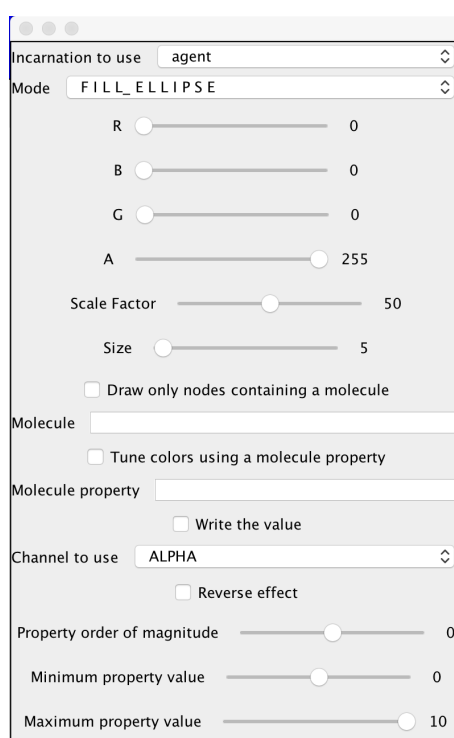 Incarnation to use agent
Mode FILL_ELLIPSE
R 0
B 0
G 0
A 255
Scale Factor 50
Size 5
Draw only nodes containing a molecule
Molecule
Tune colors using a molecule property
Molecule property
Write the value
Channel to use ALPHA
Reverse effect
Property order of magnitude 0
Minimum property value 0
Maximum property value 10